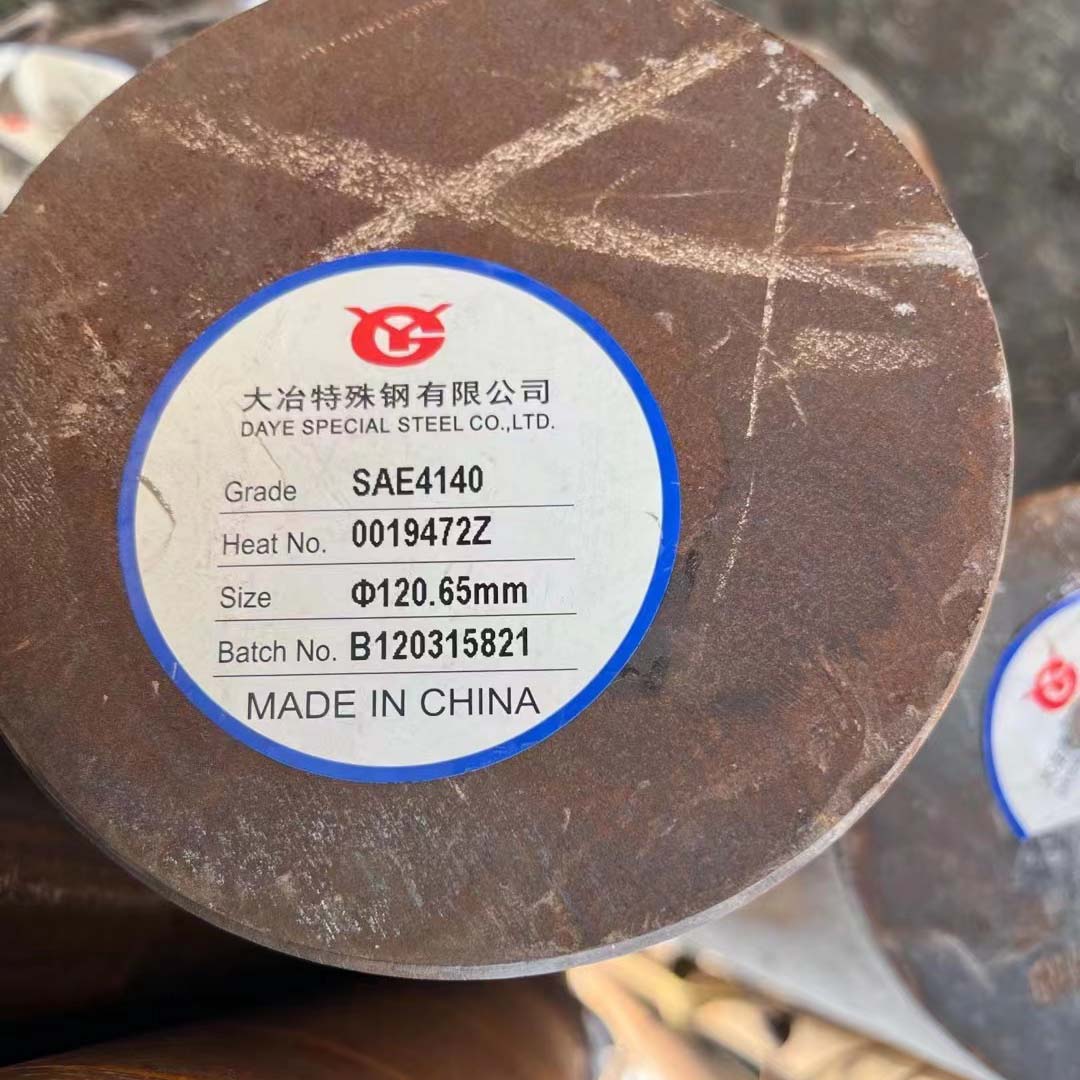 大冶特殊钢有限公司
DAYE SPECIAL STEEL CO.,LTD.
Grade SAE4140
Heat No. 0019472Z
Size Φ120.65mm
Batch No. B120315821
MADE IN CHINA